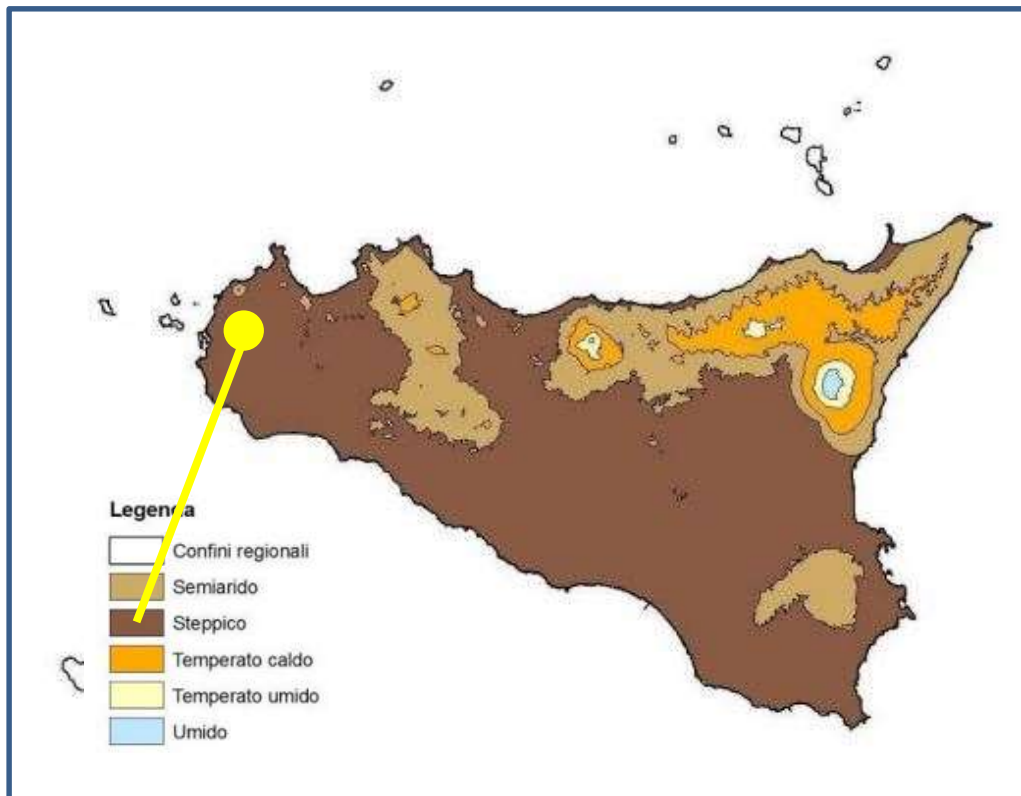 Legenda
Confini regionali
Semiarido
Steppico
Temperato caldo
Temperato umido
Umido